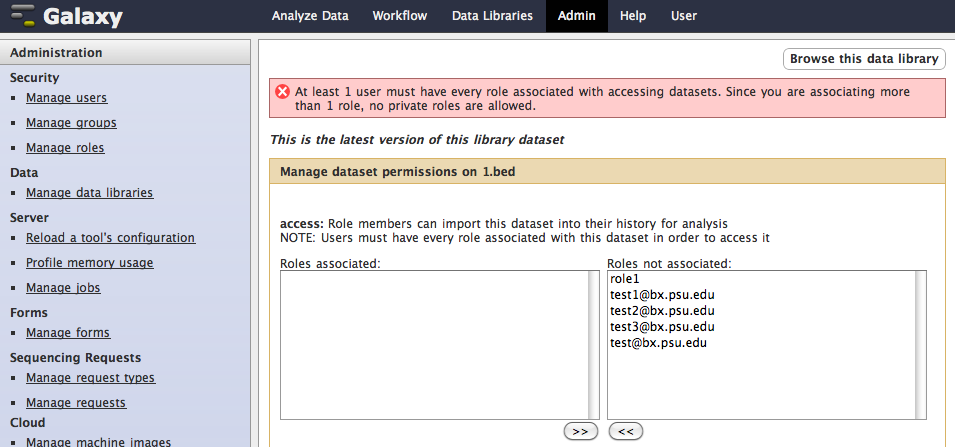 Galaxy
Analyze Data Workflow Data Libraries Admin Help User
Administration
Security
Manage users
Manage groups
Manage roles
Data
Manage data libraries
Server
Reload a tool's configuration
Profile memory usage
Manage jobs
Forms
Manage forms
Sequencing Requests
Manage request types
Manage requests
Cloud
Manage machine images
Browse this data library
At least 1 user must have every role associated with accessing datasets. Since you are associating more
than 1 role, no private roles are allowed.
This is the latest version of this library dataset
Manage dataset permissions on 1.bed
access: Role members can import this dataset into their history for analysis
NOTE: Users must have every role associated with this dataset in order to access it
Roles associated:
Roles not associated:
role1
test1@bx.psu.edu
test2@bx.psu.edu
test3@bx.psu.edu
test@bx.psu.edu
>> <<